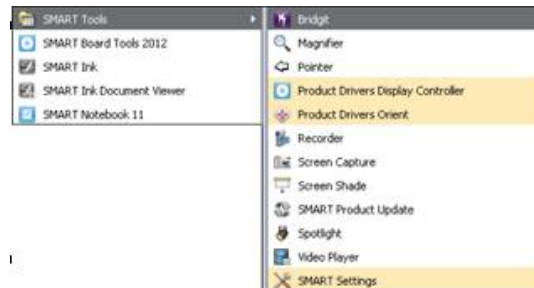 SMART Tools
SMART Board Tools 2012
SMART Ink
SMART Ink Document Viewer
SMART Notebook 11
Bridgit
Magnifier
Pointer
Product Drivers Display Controller
Product Drivers Orient
Recorder
Screen Capture
Screen Shade
SMART Product Update
Spotlight
Video Player
SMART Settings